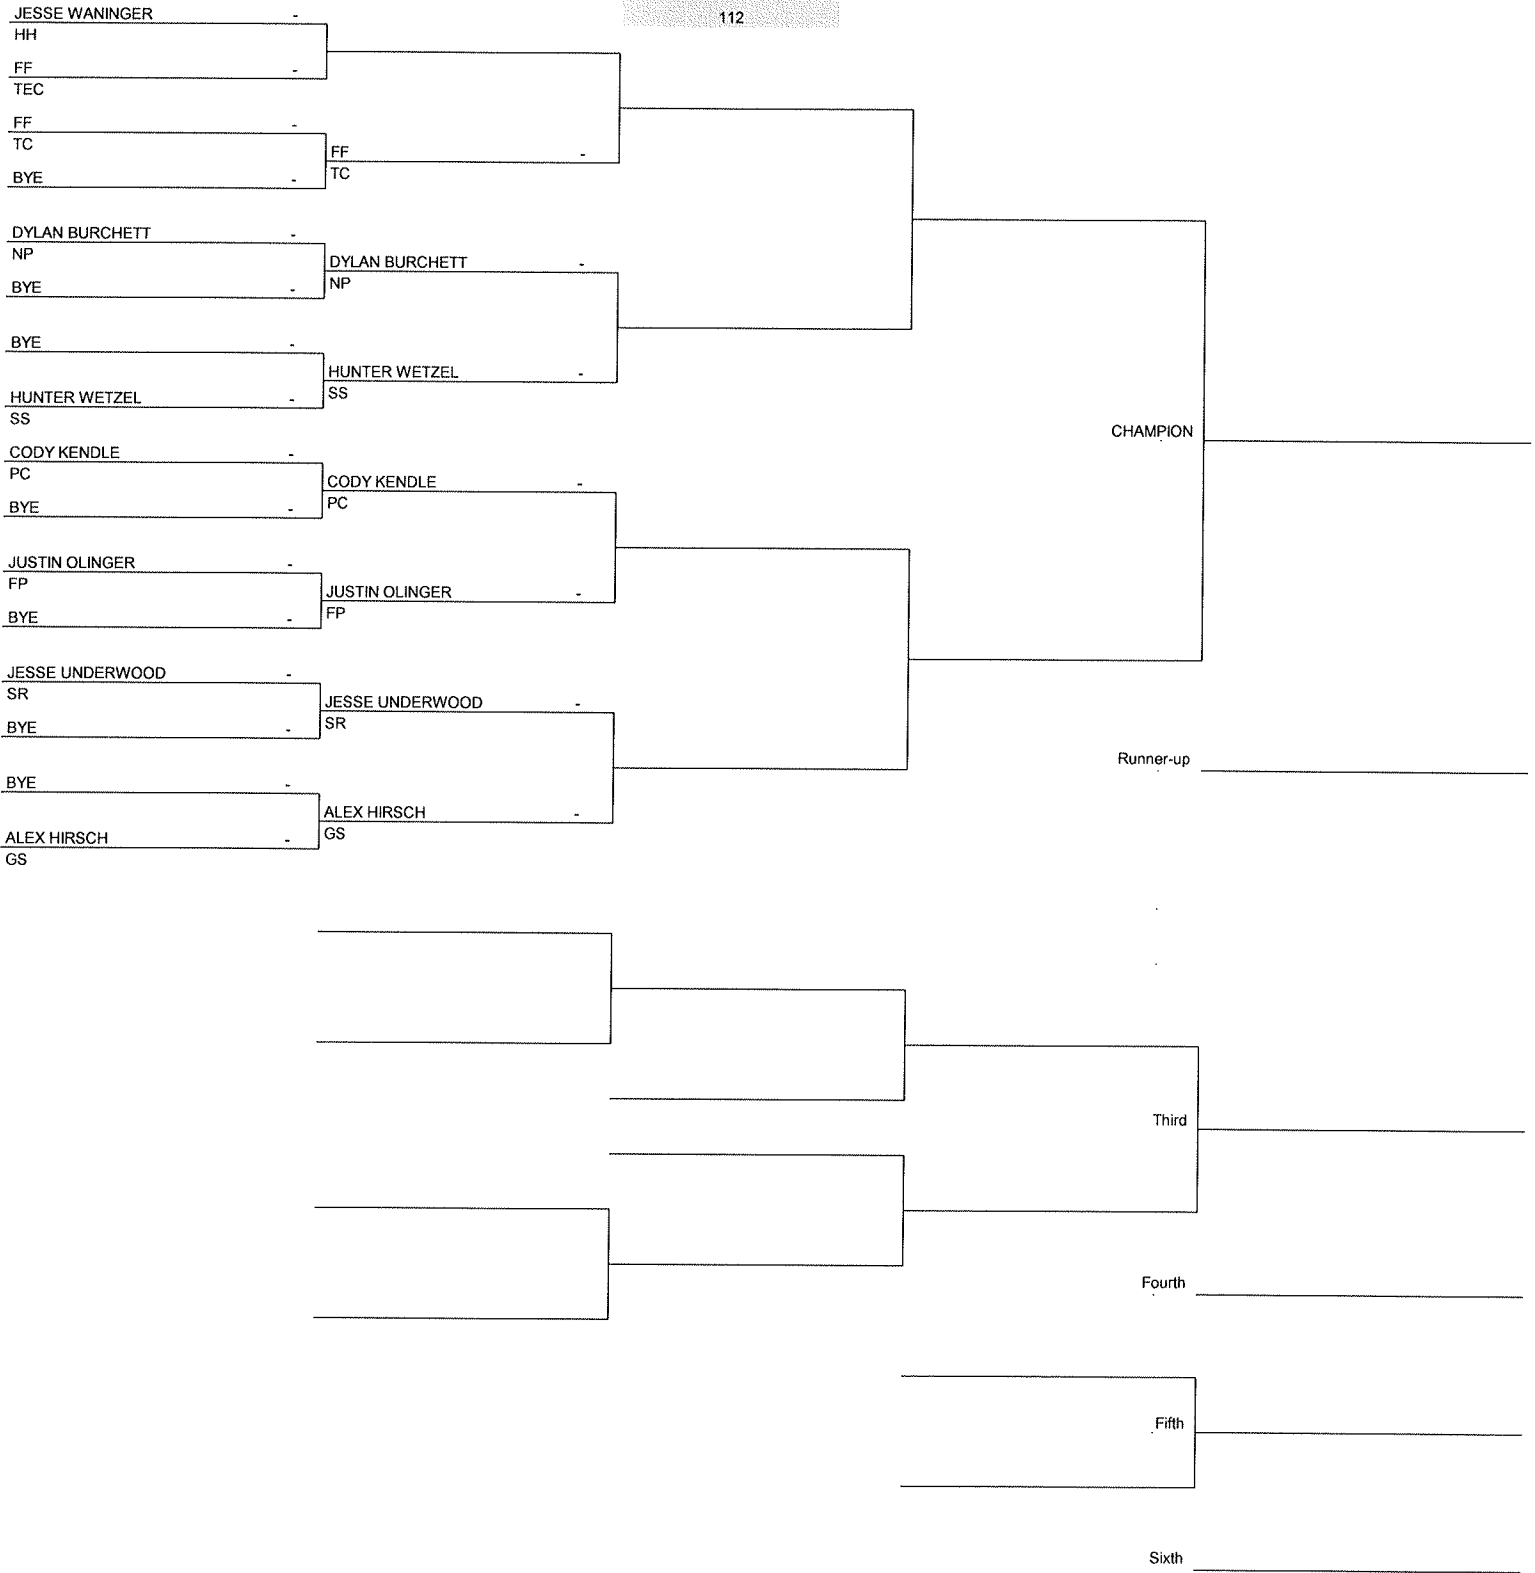 112
JESSE WANINGER -
HH
FF -
TEC
FF -
TC
BYE -
FF -
TC
DYLAN BURCHETT -
NP
BYE -
DYLAN BURCHETT -
NP
BYE -
HUNTER WETZEL -
SS
HUNTER WETZEL -
SS
CODY KENDLE -
PC
BYE -
CODY KENDLE -
PC
JUSTIN OLINGER -
FP
BYE -
JUSTIN OLINGER -
FP
JESSE UNDERWOOD -
SR
BYE -
JESSE UNDERWOOD -
SR
BYE -
ALEX HIRSCH -
GS
ALEX HIRSCH -
GS
CHAMPION
Runner-up
Third
Fourth
Fifth
Sixth